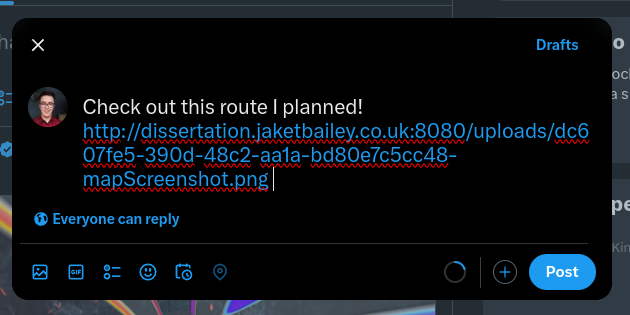 Drafts
Check out this route I planned!
http://dissertation.jaketbailey.co.uk:8080/uploads/dc6
07fe5-390d-48c2-aa1a-bd80e7c5cc48-
mapScreenshot.png
Everyone can reply
GIF
Post